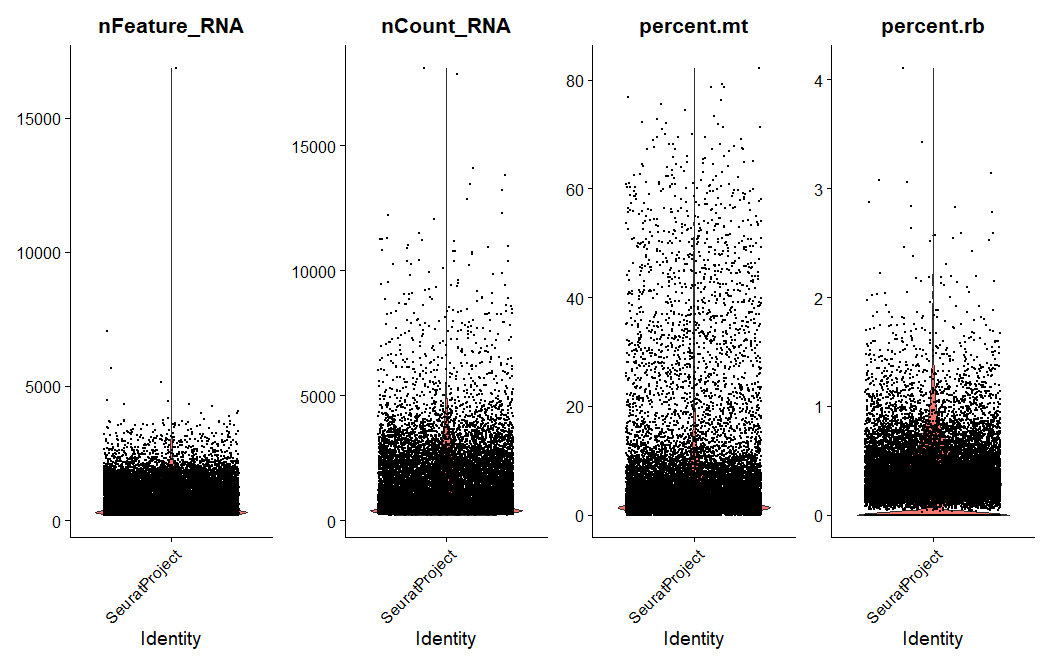 nFeature_RNA
15000
10000
5000
0
SeuratProject
Identity
nCount_RNA
15000
10000
5000
0
SeuratProject
Identity
percent.mt
80
60
40
20
0
SeuratProject
Identity
percent.rb
4
3
2
1
0
SeuratProject
Identity